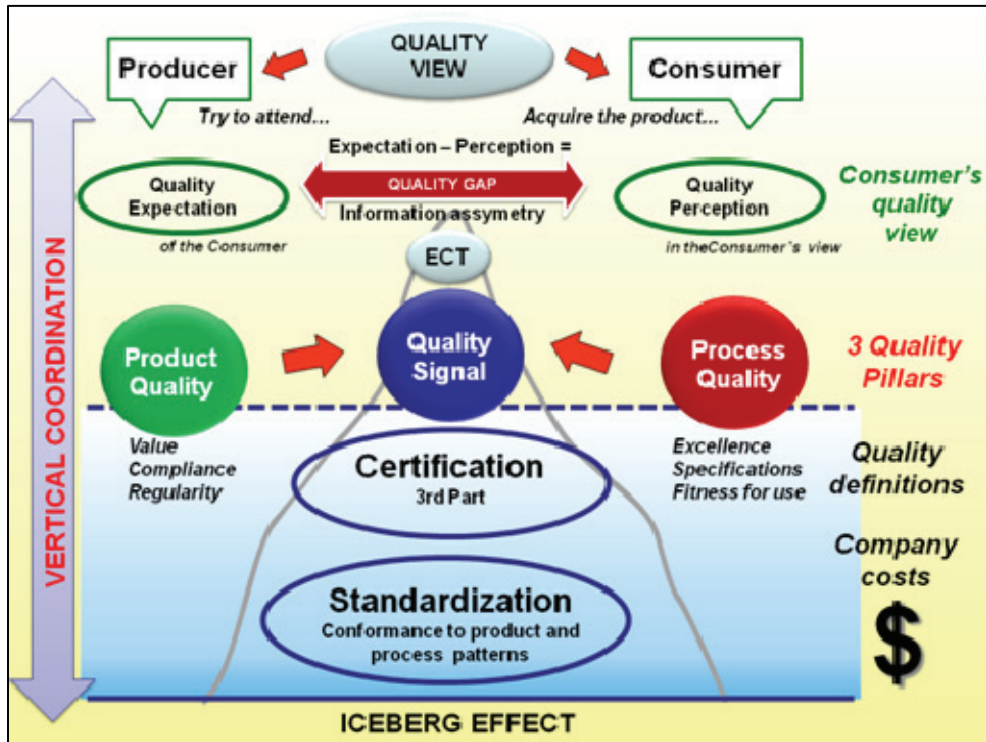 QUALITY
VIEW
Producer
Consumer
Try to attend...
Acquire the product...
Expectation – Perception =
QUALITY GAP
Information assymetry
Quality
Expectation
of the Consumer
Quality
Perception
in theConsumer´s view
Consumer's
quality
view
ECT
Product
Quality
Quality
Signal
Process
Quality
3 Quality
Pillars
VERTICAL COORDINATION
Value
Compliance
Regularity
Certification
3rd Part
Excellence
Specifications
Fitness for use
Quality
definitions
Company
costs
$
Standardization
Conformance to product and
process patterns
ICEBERG EFFECT